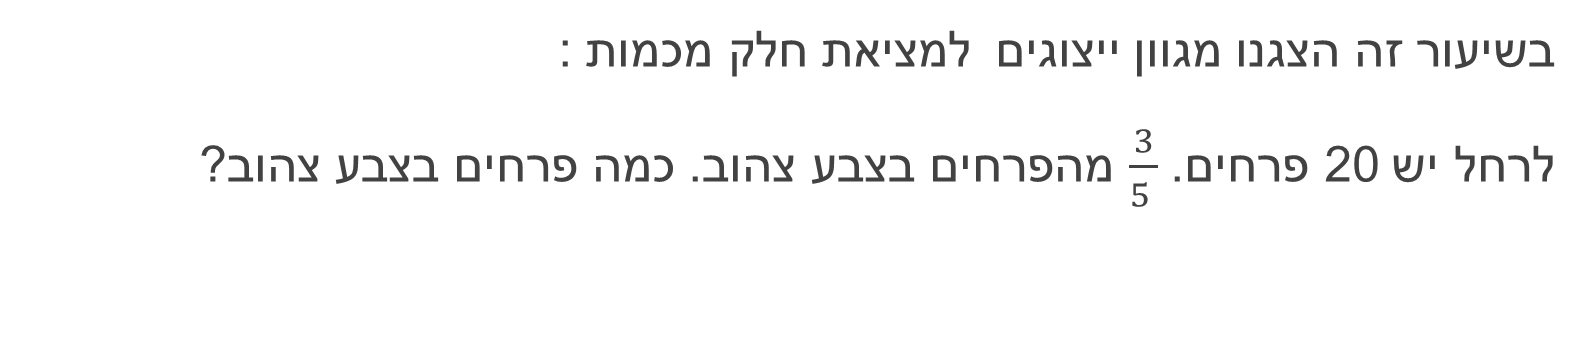 בשיעור זה הצגנו מגוון ייצוגים למציאת חלק מכמות :
לרחל יש 20 פרחים. 3/5 מהפרחים בצבע צהוב. כמה פרחים בצבע צהוב?